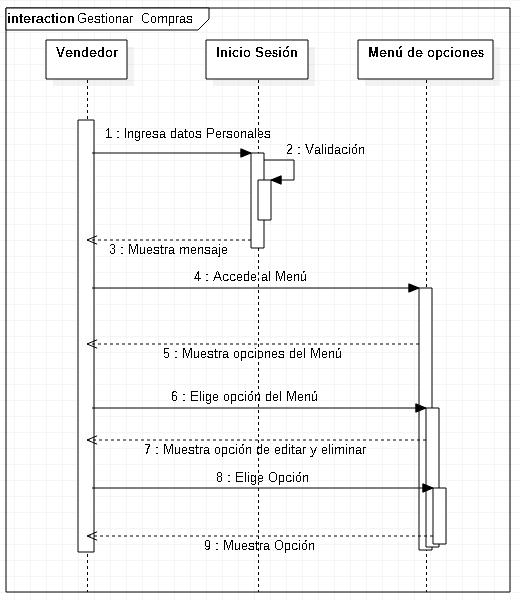 interaction Gestionar Compras
Vendedor
Inicio Sesión
Menú de opciones
1 : Ingresa datos Personales
2 : Validación
3 : Muestra mensaje
4 : Accede al Menú
5 : Muestra opciones del Menú
6 : Elige opción del Menú
7 : Muestra opción de editar y eliminar
8 : Elige Opción
9 : Muestra Opción